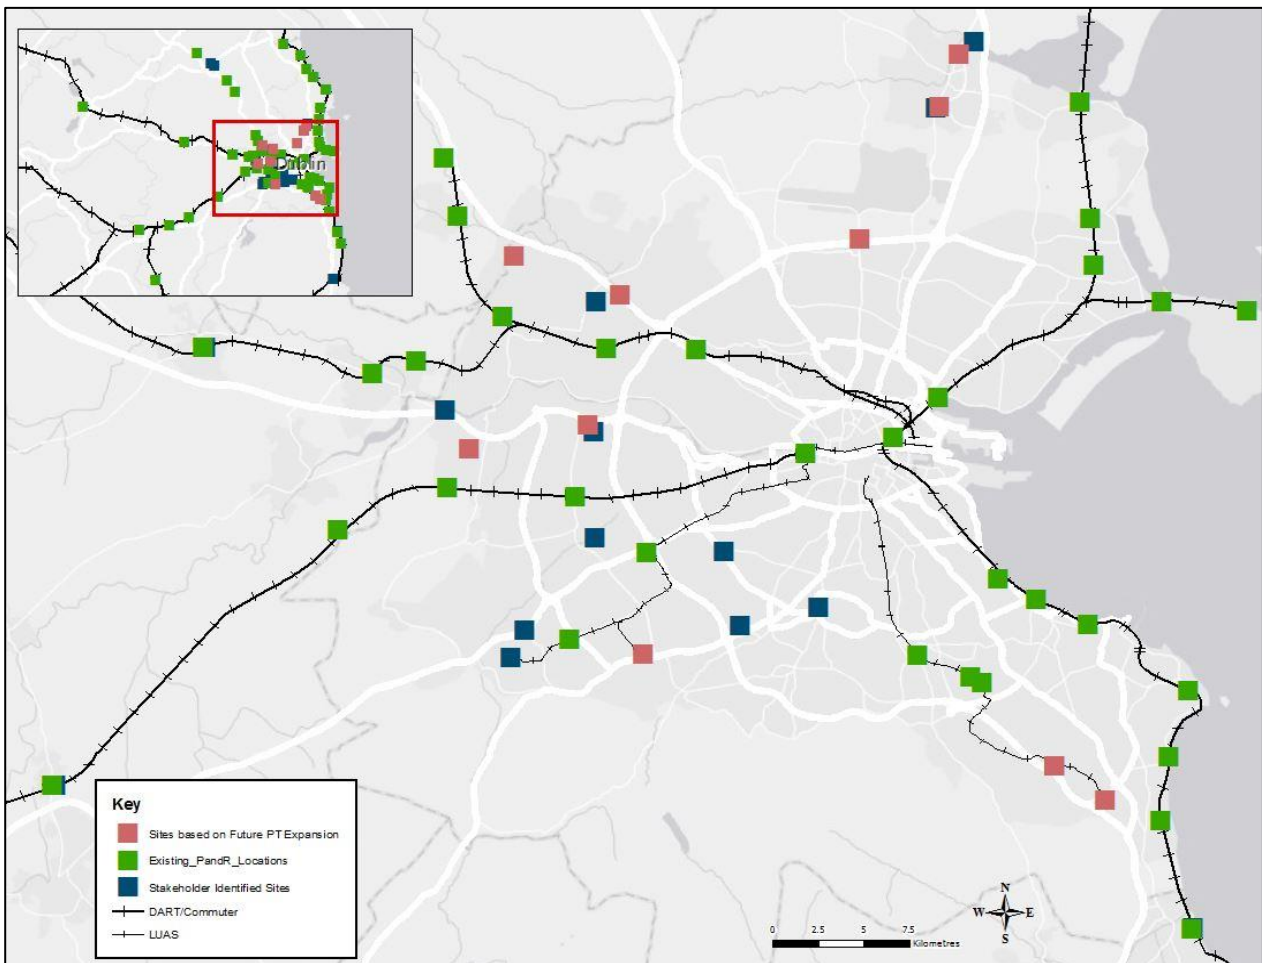 Dublin
Key
Sites based on Future PT Expansion
Existing_PandR_Locations
Stakeholder Identified Sites
DART/Commuter
LUAS
N
W E
S
0 2.5 5 7.5
Kilometres